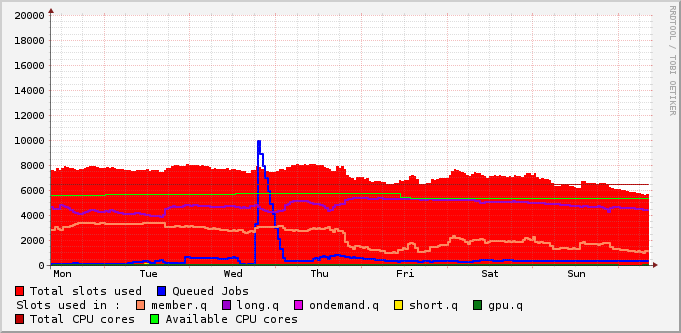 RRDTOOL / TOBI OETIKER
20000
18000
16000
14000
12000
10000
8000
6000
4000
2000
0
Mon Tue Wed Thu Fri Sat Sun
Total slots used Queued Jobs
Slots used in : member.q long.q ondemand.q short.q gpu.q
Total CPU cores Available CPU cores